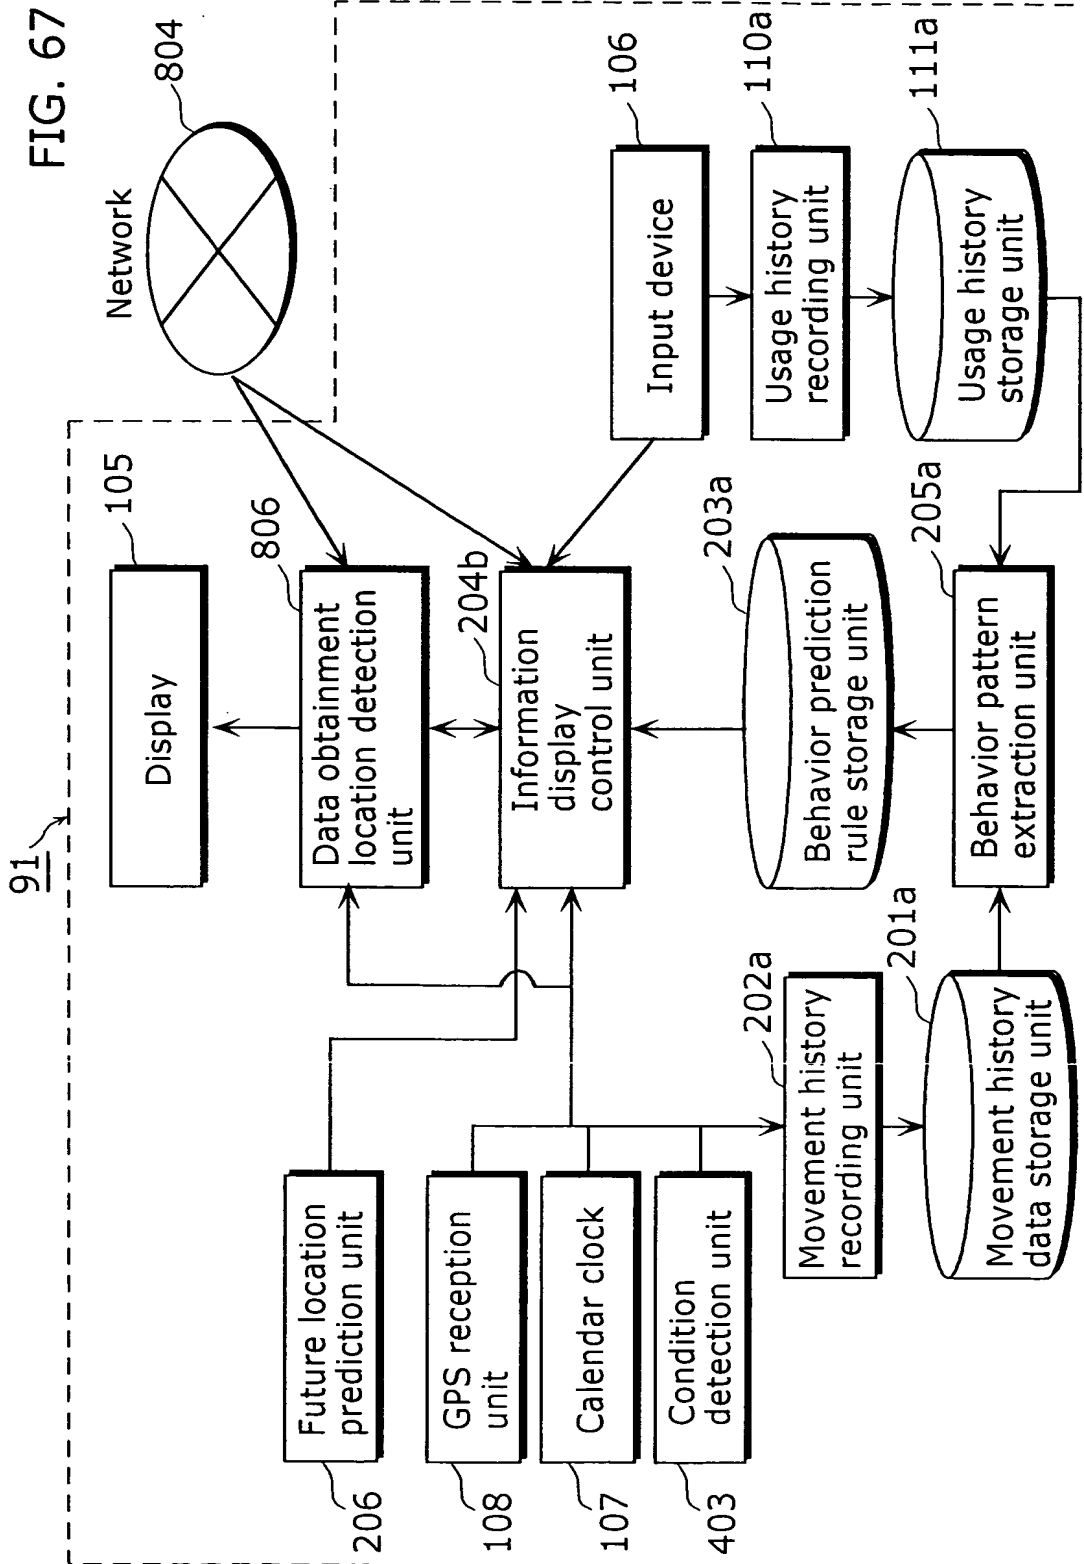 FIG. 67
91
Network
804
Display
105
Data obtainment
location detection
unit
806
Information
display
control unit
204b
Input device
106
Usage history
recording unit
110a
Usage history
storage unit
111a
Behavior prediction
rule storage unit
203a
Behavior pattern
extraction unit
205a
Future location
prediction unit
206
GPS reception
unit
108
Calendar clock
107
Condition
detection unit
403
Movement history
recording unit
202a
Movement history
data storage unit
201a